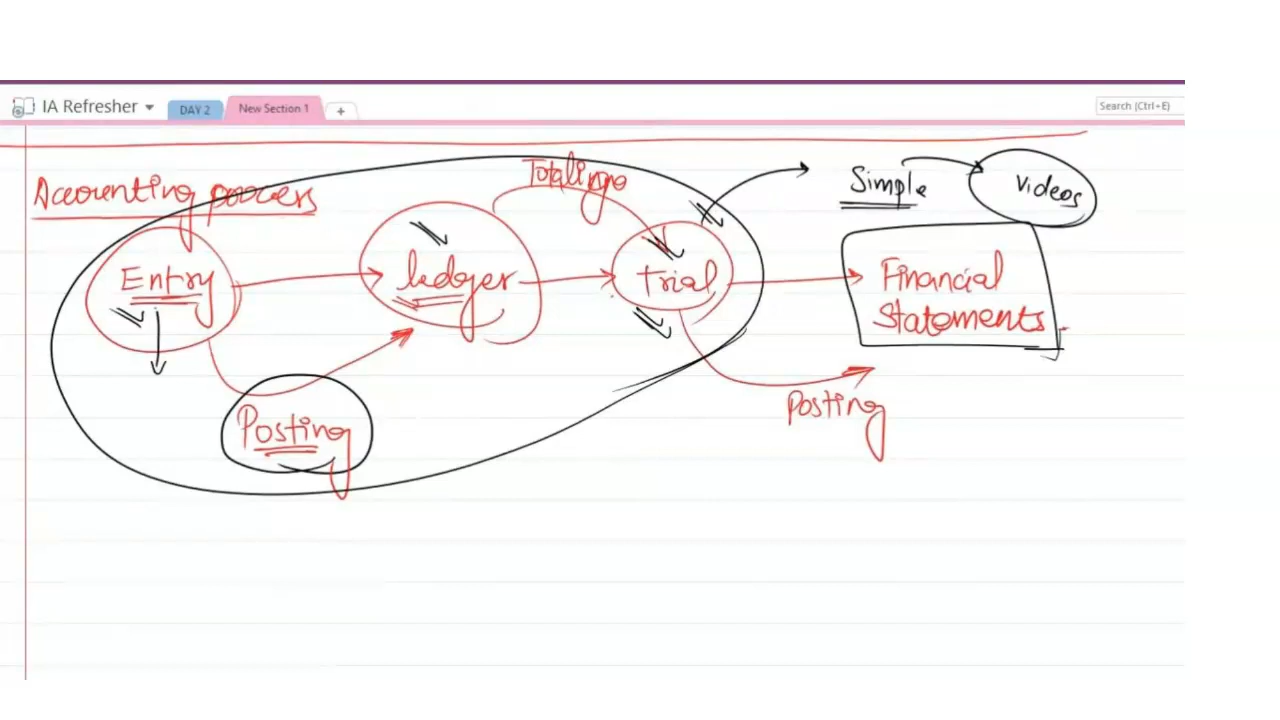 IA Refresher
DAY 2
New Section 1
+
Search (Ctrl+E)
Accounting process
Totalingo
Simple
Videos
Entry
ledger
trial
Financial
Statements
Posting
Posting